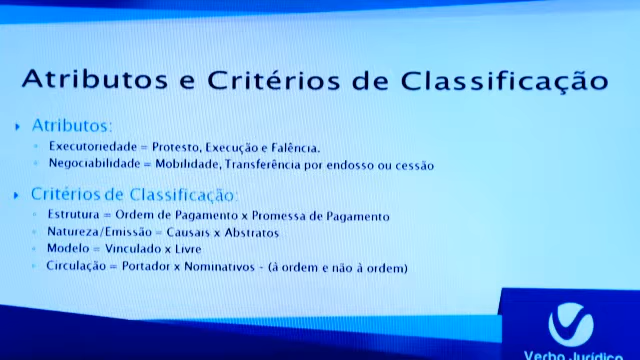 Atributos e Critérios de Classificação
Atributos:
Executoriedade = Protesto, Execução e Falência.
Negociabilidade = Mobilidade, Transferência por endosso ou cessão
Critérios de Classificação:
Estrutura = Ordem de Pagamento x Promessa de Pagamento
Natureza/Emissão = Causais x Abstratos
Modelo = Vinculado x Livre
Circulação = Portador x Nominativos - (à ordem e não à ordem)
Verbo Jurídico